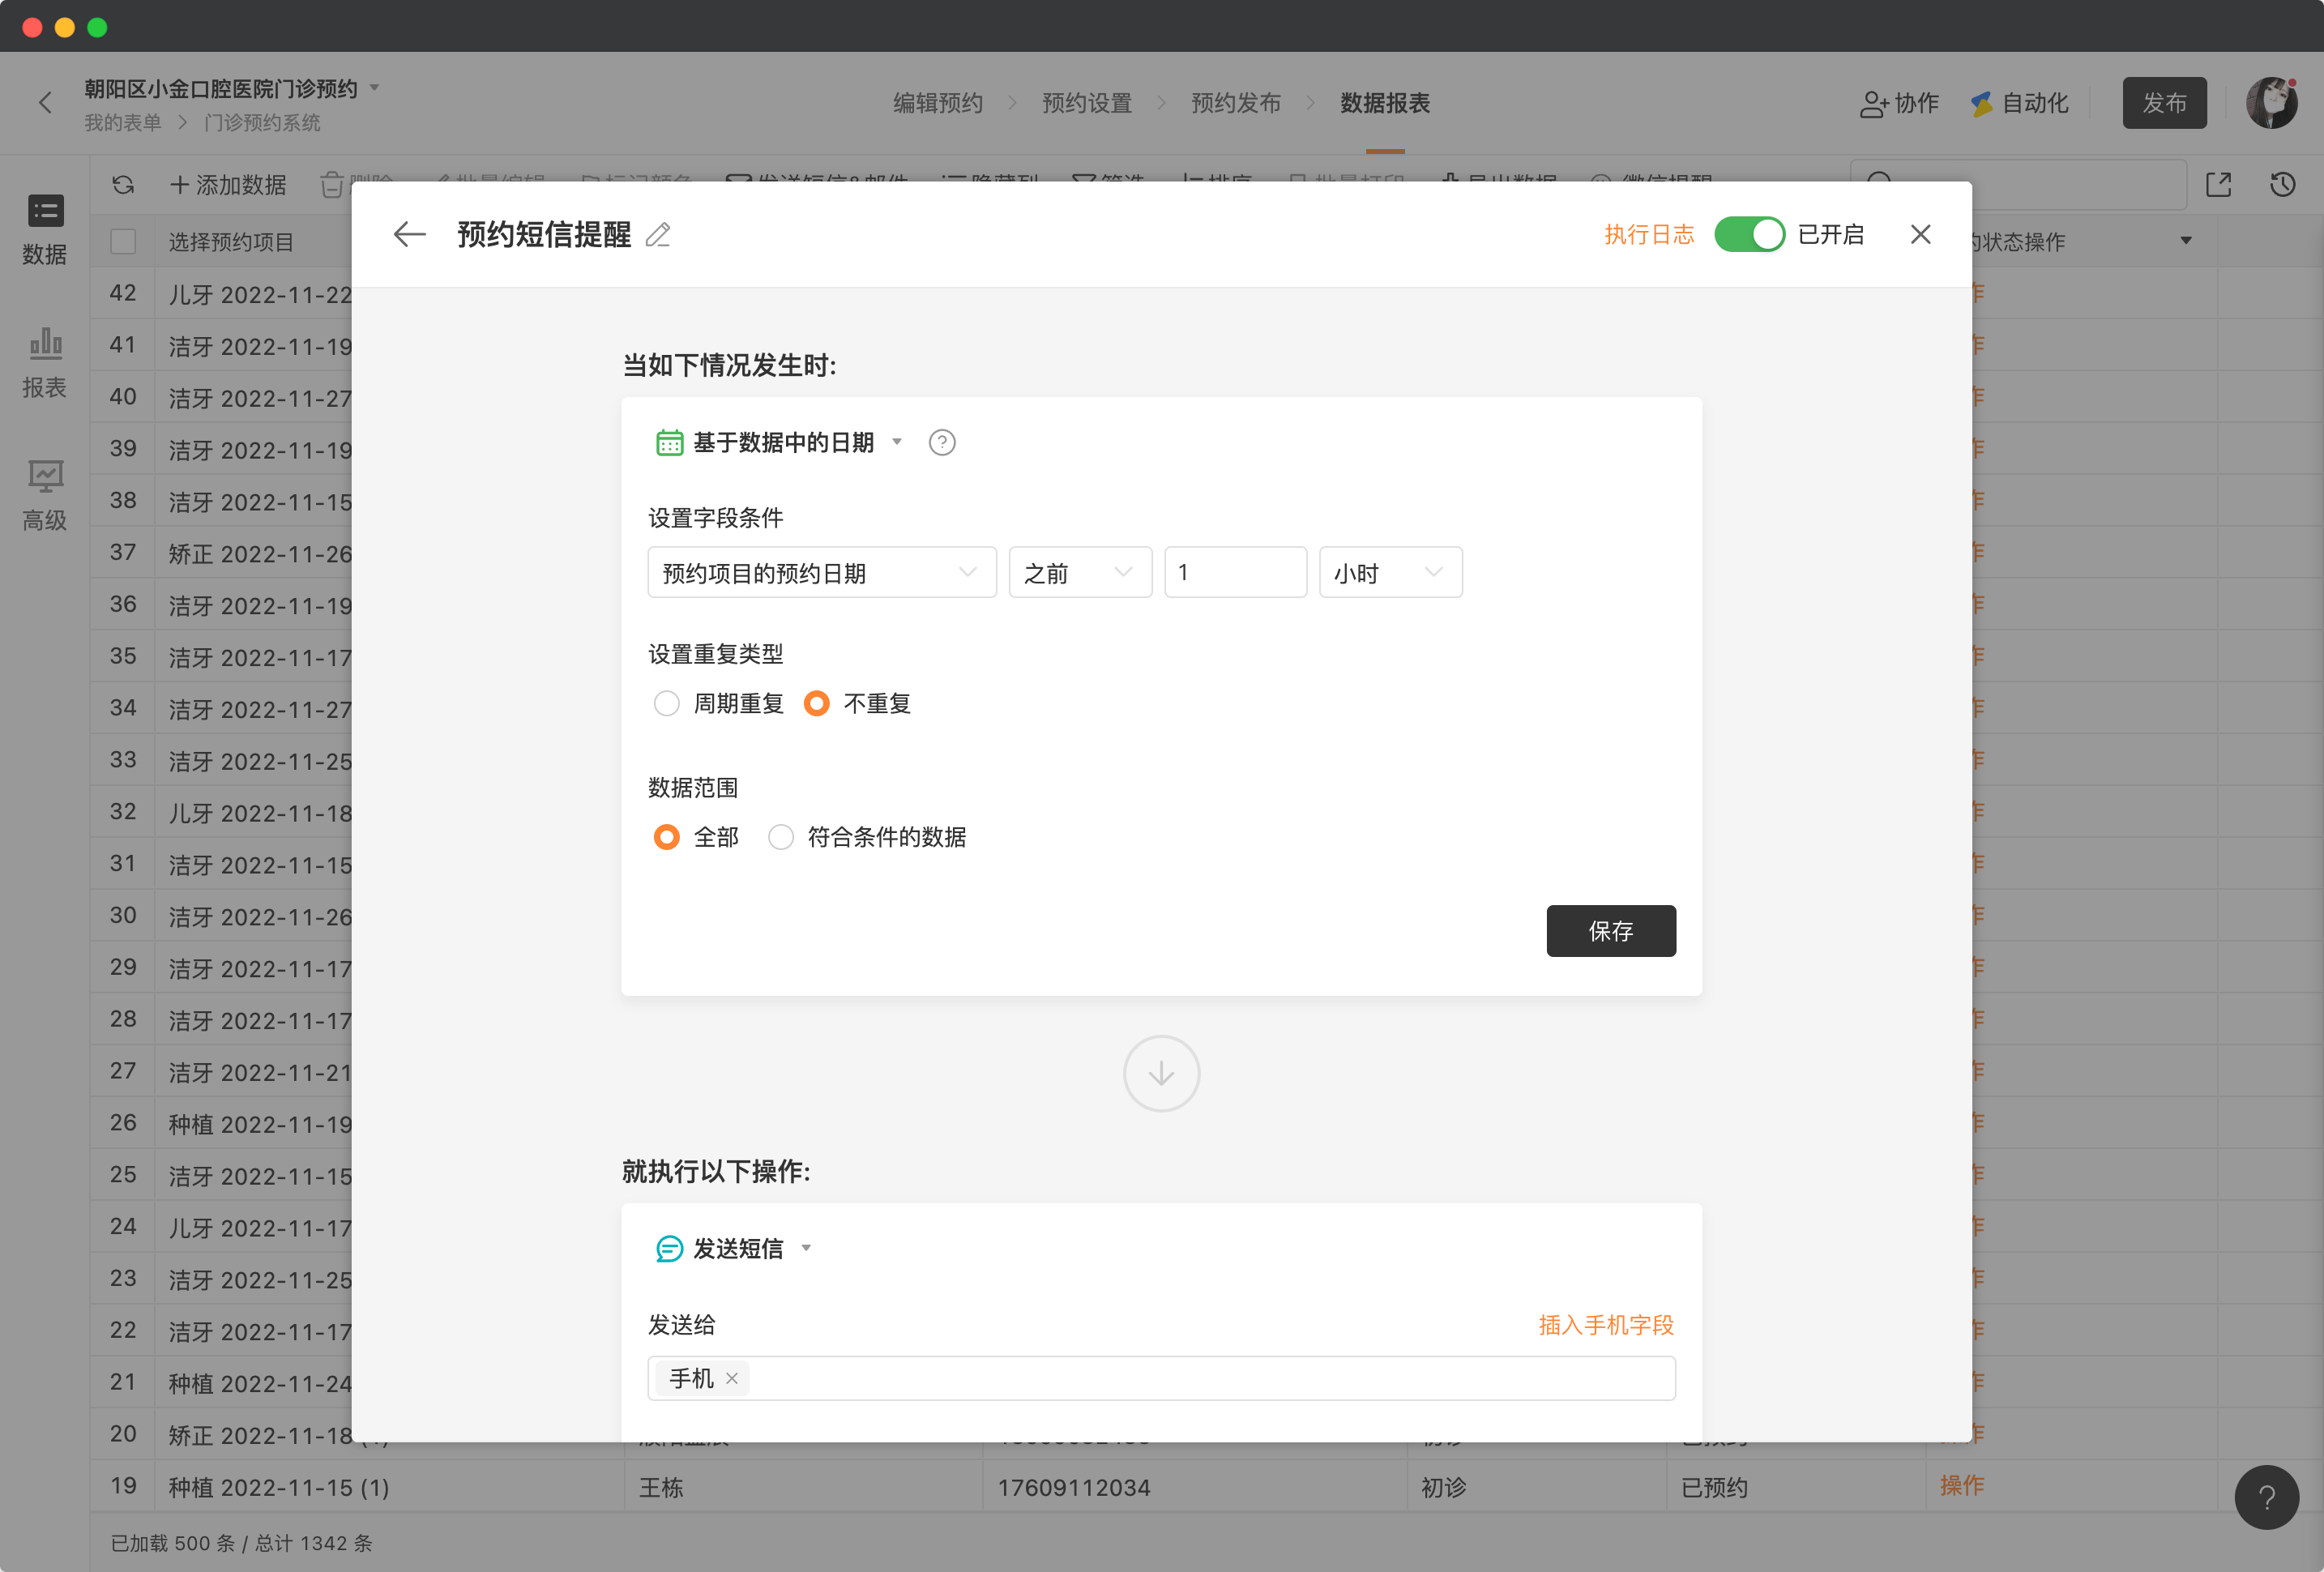 朝阳区小金口腔医院门诊预约
我的表单 > 门诊预约系统
编辑预约 > 预约设置 > 预约发布 > 数据报表
协作 自动化 发布
数据
报表
高级
添加数据
选择预约项目
状态操作
预约短信提醒
执行日志 已开启
当如下情况发生时:
基于数据中的日期 ?
设置字段条件
预约项目的预约日期 之前 1 小时
设置重复类型
周期重复 不重复
数据范围
全部 符合条件的数据
保存
就执行以下操作:
发送短信
发送给 插入手机字段
手机 ×
42 儿牙 2022-11-22
41 洁牙 2022-11-19
40 洁牙 2022-11-27
39 洁牙 2022-11-19
38 洁牙 2022-11-15
37 矫正 2022-11-26
36 洁牙 2022-11-19
35 洁牙 2022-11-17
34 洁牙 2022-11-27
33 洁牙 2022-11-25
32 儿牙 2022-11-18
31 洁牙 2022-11-15
30 洁牙 2022-11-26
29 洁牙 2022-11-17
28 洁牙 2022-11-17
27 洁牙 2022-11-21
26 种植 2022-11-19
25 洁牙 2022-11-15
24 儿牙 2022-11-17
23 洁牙 2022-11-25
22 洁牙 2022-11-17
21 种植 2022-11-24
20 矫正 2022-11-18
19 种植 2022-11-15 (1) 王栋 17609112034 初诊 已预约 操作
已加载 500 条 / 总计 1342 条
?